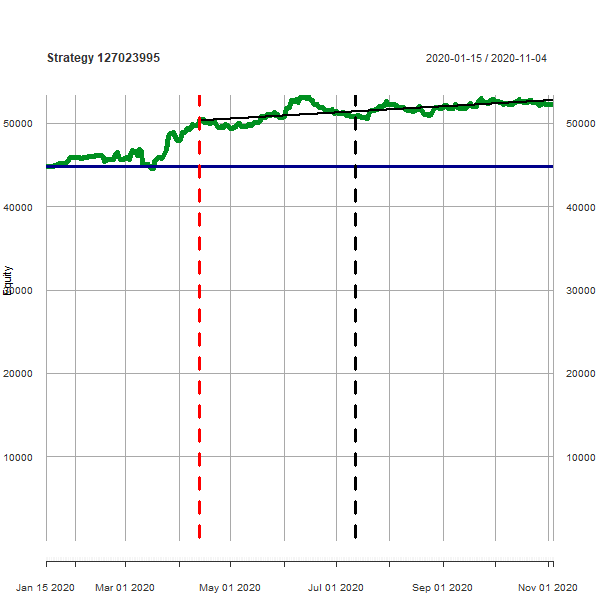 Strategy 127023995
2020-01-15 / 2020-11-04
50000
50000
40000
40000
Equity
30000
30000
20000
20000
10000
10000
Jan 15 2020
Mar 01 2020
May 01 2020
Jul 01 2020
Sep 01 2020
Nov 01 2020